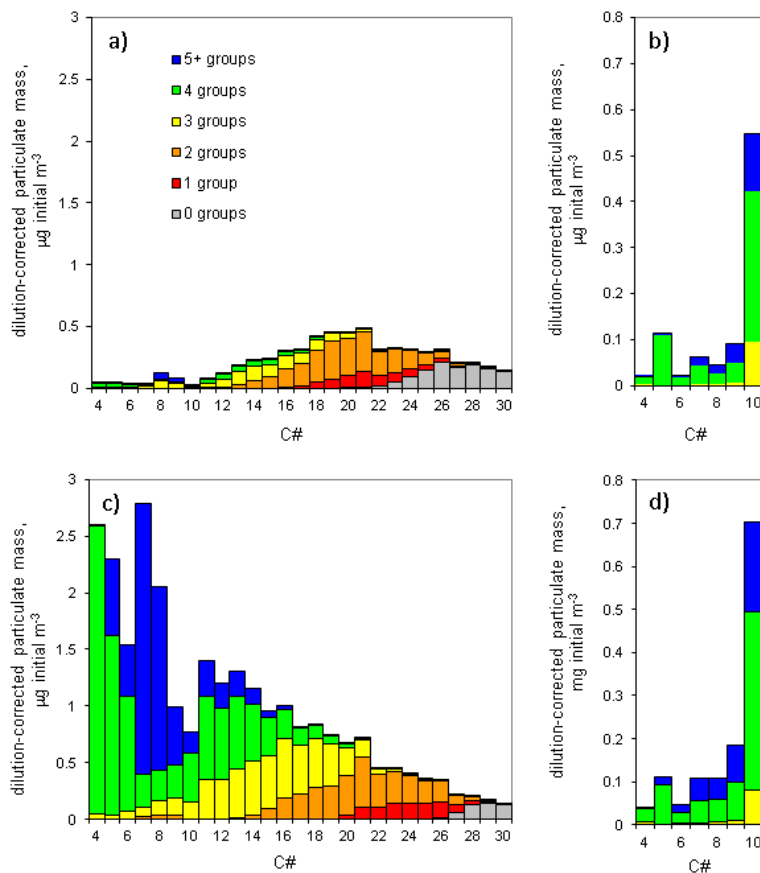 a)
3
2.5
2
1.5
1
0.5
0
dilution-corrected particulate mass,
µg initial m-3
5+ groups
4 groups
3 groups
2 groups
1 group
0 groups
4 6 8 10 12 14 16 18 20 22 24 26 28 30
C#
b)
0.8
0.7
0.6
0.5
0.4
0.3
0.2
0.1
0
dilution-corrected particulate mass,
µg inital m-3
4 6 8 10
C#
c)
3
2.5
2
1.5
1
0.5
0
dilution-corrected particulate mass,
µg initial m-3
4 6 8 10 12 14 16 18 20 22 24 26 28 30
C#
d)
0.8
0.7
0.6
0.5
0.4
0.3
0.2
0.1
0
dilution-corrected particulate mass,
mg initial m-3
4 6 8 10
C#